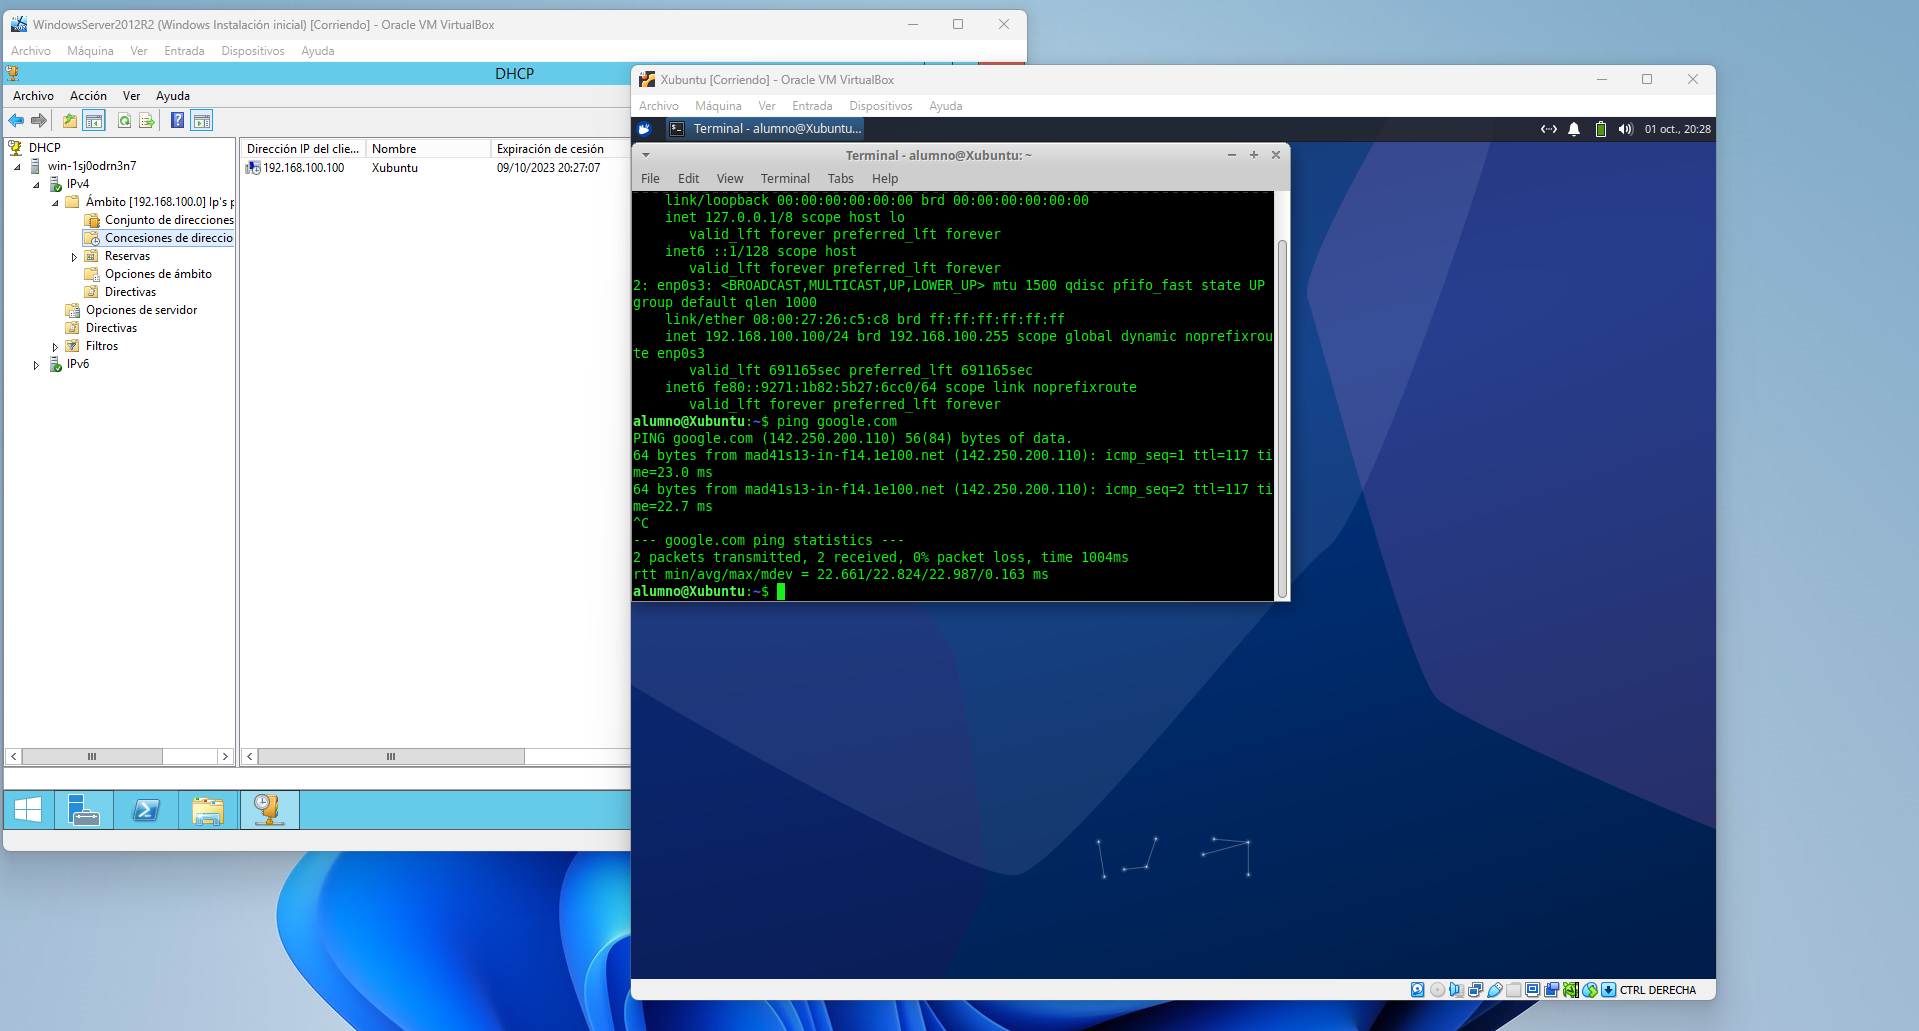 WindowsServer2012R2 (Windows Instalación inicial) [Corriendo] - Oracle VM VirtualBox
Archivo Máquina Ver Entrada Dispositivos Ayuda
DHCP
Archivo Acción Ver Ayuda
DHCP
win-1sj0odrn3n7
IPv4
Ámbito [192.168.100.0] Ip's p
Conjunto de direcciones
Concesiones de direccio
Reservas
Opciones de ámbito
Directivas
Opciones de servidor
Directivas
Filtros
IPv6
Dirección IP del clie... Nombre Expiración de cesión
192.168.100.100 Xubuntu 09/10/2023 20:27:07
Xubuntu [Corriendo] - Oracle VM VirtualBox
Archivo Máquina Ver Entrada Dispositivos Ayuda
Terminal - alumno@Xubuntu... 01 oct., 20:28
Terminal - alumno@Xubuntu: ~
File Edit View Terminal Tabs Help
link/loopback 00:00:00:00:00:00 brd 00:00:00:00:00:00
inet 127.0.0.1/8 scope host lo
valid_lft forever preferred_lft forever
inet6 ::1/128 scope host
valid_lft forever preferred_lft forever
2: enp0s3: <BROADCAST,MULTICAST,UP,LOWER_UP> mtu 1500 qdisc pfifo_fast state UP
group default qlen 1000
link/ether 08:00:27:26:c5:c8 brd ff:ff:ff:ff:ff:ff
inet 192.168.100.100/24 brd 192.168.100.255 scope global dynamic noprefixrou
te enp0s3
valid_lft 691165sec preferred_lft 691165sec
inet6 fe80::9271:1b82:5b27:6cc0/64 scope link noprefixroute
valid_lft forever preferred_lft forever
alumno@Xubuntu:~$ ping google.com
PING google.com (142.250.200.110) 56(84) bytes of data.
64 bytes from mad41s13-in-f14.1e100.net (142.250.200.110): icmp_seq=1 ttl=117 ti
me=23.0 ms
64 bytes from mad41s13-in-f14.1e100.net (142.250.200.110): icmp_seq=2 ttl=117 ti
me=22.7 ms
^C
--- google.com ping statistics ---
2 packets transmitted, 2 received, 0% packet loss, time 1004ms
rtt min/avg/max/mdev = 22.661/22.824/22.987/0.163 ms
alumno@Xubuntu:~$
CTRL DERECHA